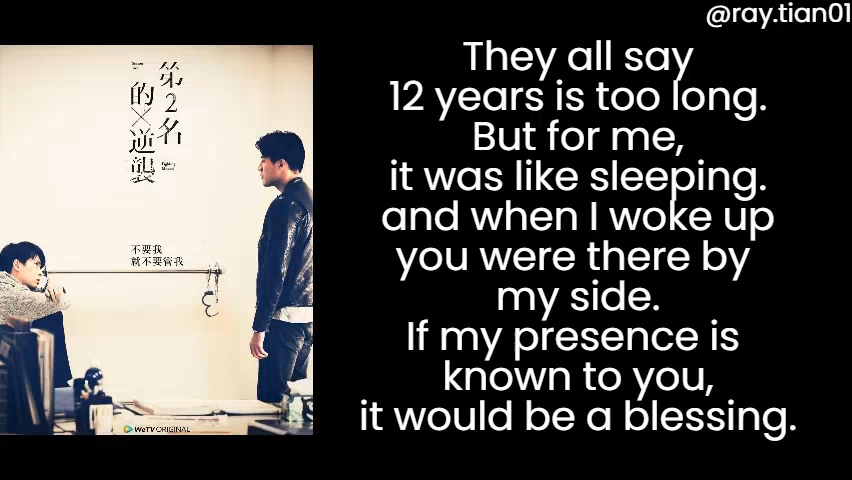 @ray.tian01
第2名
的×逆襲
不要我
就不要管我
WeTV ORIGINAL
They all say
12 years is too long.
But for me,
it was like sleeping.
and when I woke up
you were there by
my side.
If my presence is
known to you,
it would be a blessing.